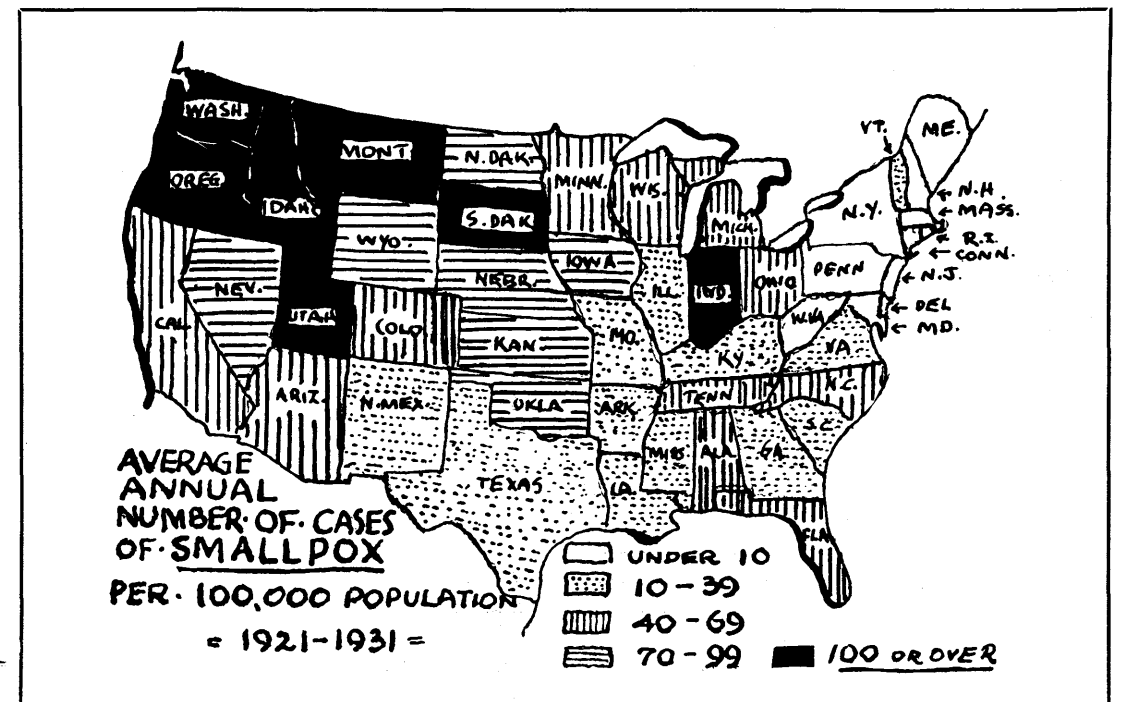 WASH.
MONT
N.DAK.
MINN.
VT.
ME.
OREG
IDAHO
S.DAK
WIS.
MICH.
N.Y.
N.H.
MASS.
R.I.
CONN.
WYO.
IOWA
PENN
N.J.
NEV.
NEBR.
ILL.
IND.
OHIO
DEL
MD.
CAL.
UTAH
COLO.
KAN
MO.
W.VA
VA
KY.
ARIZ.
N.MEX.
OKLA
ARK.
TENN
N.C.
S.C.
TEXAS
LA.
MISS
ALA.
GA.
FLA.
AVERAGE
ANNUAL
NUMBER. OF. CASES
OF. SMALLPOX
PER. 100,000 POPULATION
= 1921-1931 =
UNDER 10
10-39
40-69
70-99
100 OR OVER